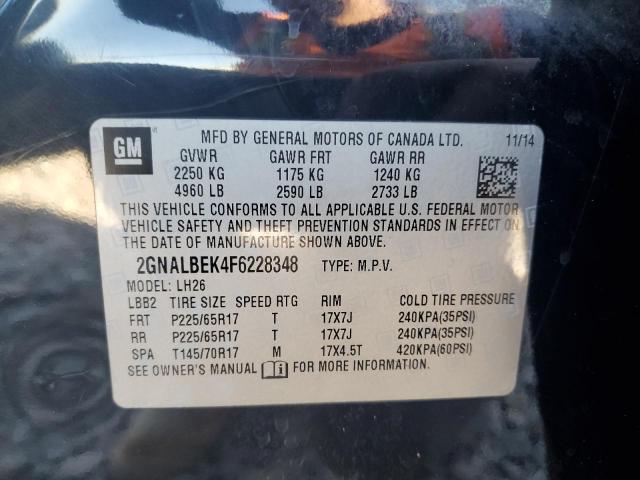 GM
MFD BY GENERAL MOTORS OF CANADA LTD. 11/14
GVWR GAWR FRT GAWR RR
2250 KG 1175 KG 1240 KG
4960 LB 2590 LB 2733 LB
THIS VEHICLE CONFORMS TO ALL APPLICABLE U.S. FEDERAL MOTOR
VEHICLE SAFETY AND THEFT PREVENTION STANDARDS IN EFFECT ON
THE DATE OF MANUFACTURE SHOWN ABOVE.
2GNALBEK4F6228348 TYPE: M.P.V.
MODEL: LH26
LBB2 TIRE SIZE SPEED RTG RIM COLD TIRE PRESSURE
FRT P225/65R17 T 17X7J 240KPA(35PSI)
RR P225/65R17 T 17X7J 240KPA(35PSI)
SPA T145/70R17 M 17X4.5T 420KPA(60PSI)
SEE OWNER'S MANUAL FOR MORE INFORMATION.